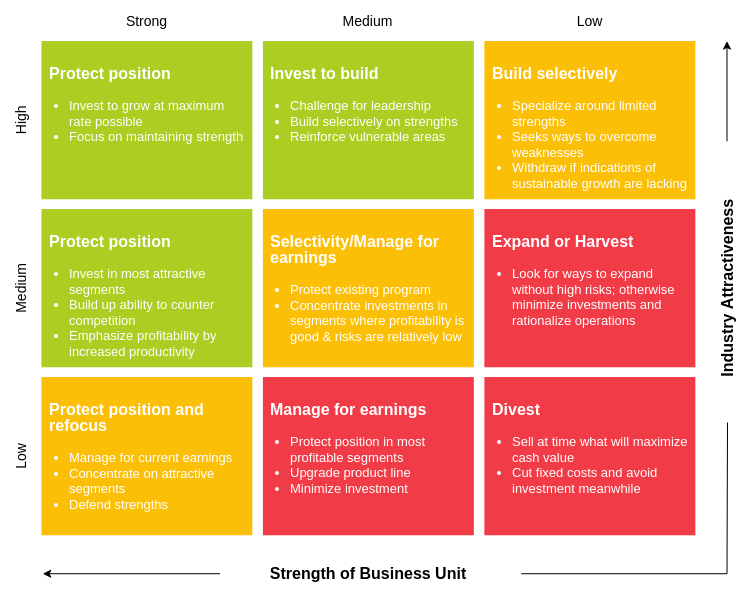 Strong
Medium
Low
High
Protect position
• Invest to grow at maximum
rate possible
• Focus on maintaining strength
Invest to build
• Challenge for leadership
• Build selectively on strengths
• Reinforce vulnerable areas
Build selectively
• Specialize around limited
strengths
• Seeks ways to overcome
weaknesses
• Withdraw if indications of
sustainable growth are lacking
Medium
Protect position
• Invest in most attractive
segments
• Build up ability to counter
competition
• Emphasize profitability by
increased productivity
Selectivity/Manage for
earnings
• Protect existing program
• Concentrate investments in
segments where profitability is
good & risks are relatively low
Expand or Harvest
• Look for ways to expand
without high risks; otherwise
minimize investments and
rationalize operations
Low
Protect position and
refocus
• Manage for current earnings
• Concentrate on attractive
segments
• Defend strengths
Manage for earnings
• Protect position in most
profitable segments
• Upgrade product line
• Minimize investment
Divest
• Sell at time what will maximize
cash value
• Cut fixed costs and avoid
investment meanwhile
Industry Attractiveness
Strength of Business Unit